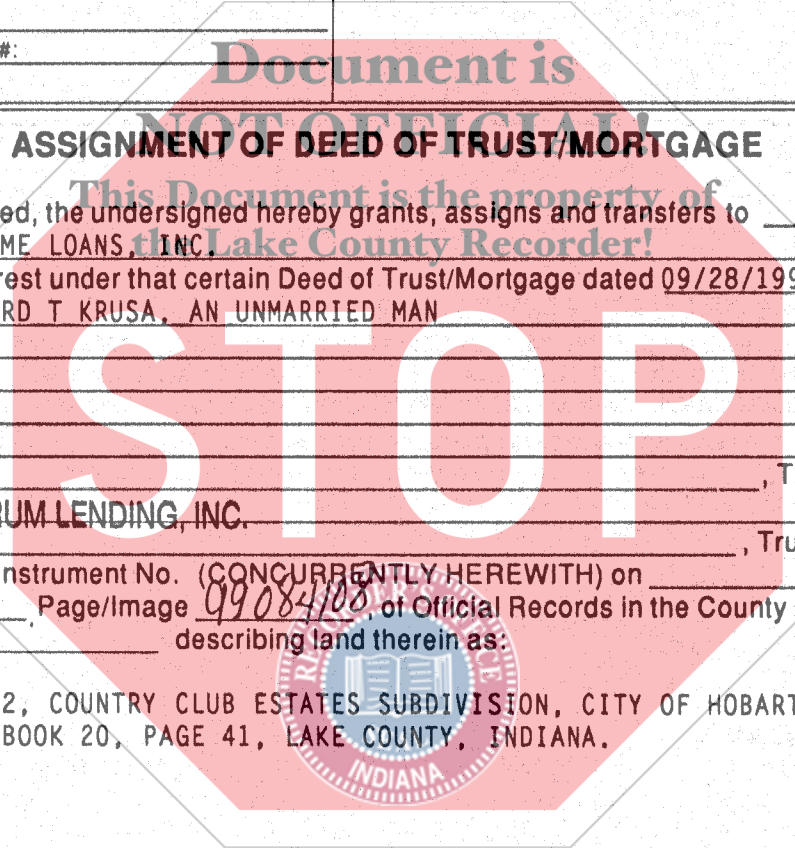 #:
Document is
NOT OFFICIAL!
ASSIGNMENT OF DEED OF TRUST/MORTGAGE
This Document is the property of
ed, the undersigned hereby grants, assigns and transfers to
the Lake County Recorder!
ME LOANS, INC.
rest under that certain Deed of Trust/Mortgage dated 09/28/199
RD T KRUSA, AN UNMARRIED MAN
STOP
, T
RUM LENDING, INC.
, Tru
nstrument No. (CONCURRENTLY HEREWITH) on
, Page/Image 99084108, of Official Records in the County
describing land therein as:
RECORDER'S OFFICE
2, COUNTRY CLUB ESTATES SUBDIVISION, CITY OF HOBART
BOOK 20, PAGE 41, LAKE COUNTY, INDIANA.
INDIANA